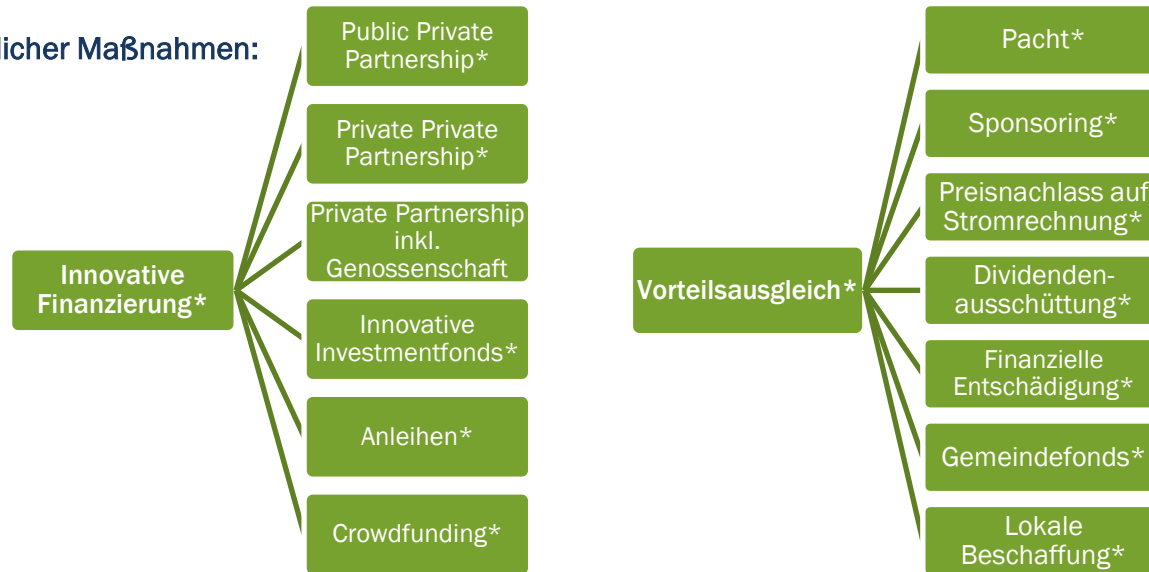 licher Maßnahmen:
Innovative
Finanzierung*
Public Private
Partnership*
Private Private
Partnership*
Private Partnership
inkl.
Genossenschaft
Innovative
Investmentfonds*
Anleihen*
Crowdfunding*
Vorteilsausgleich*
Pacht*
Sponsoring*
Preisnachlass auf
Stromrechnung*
Dividenden-
ausschüttung*
Finanzielle
Entschädigung*
Gemeindefonds*
Lokale
Beschaffung*